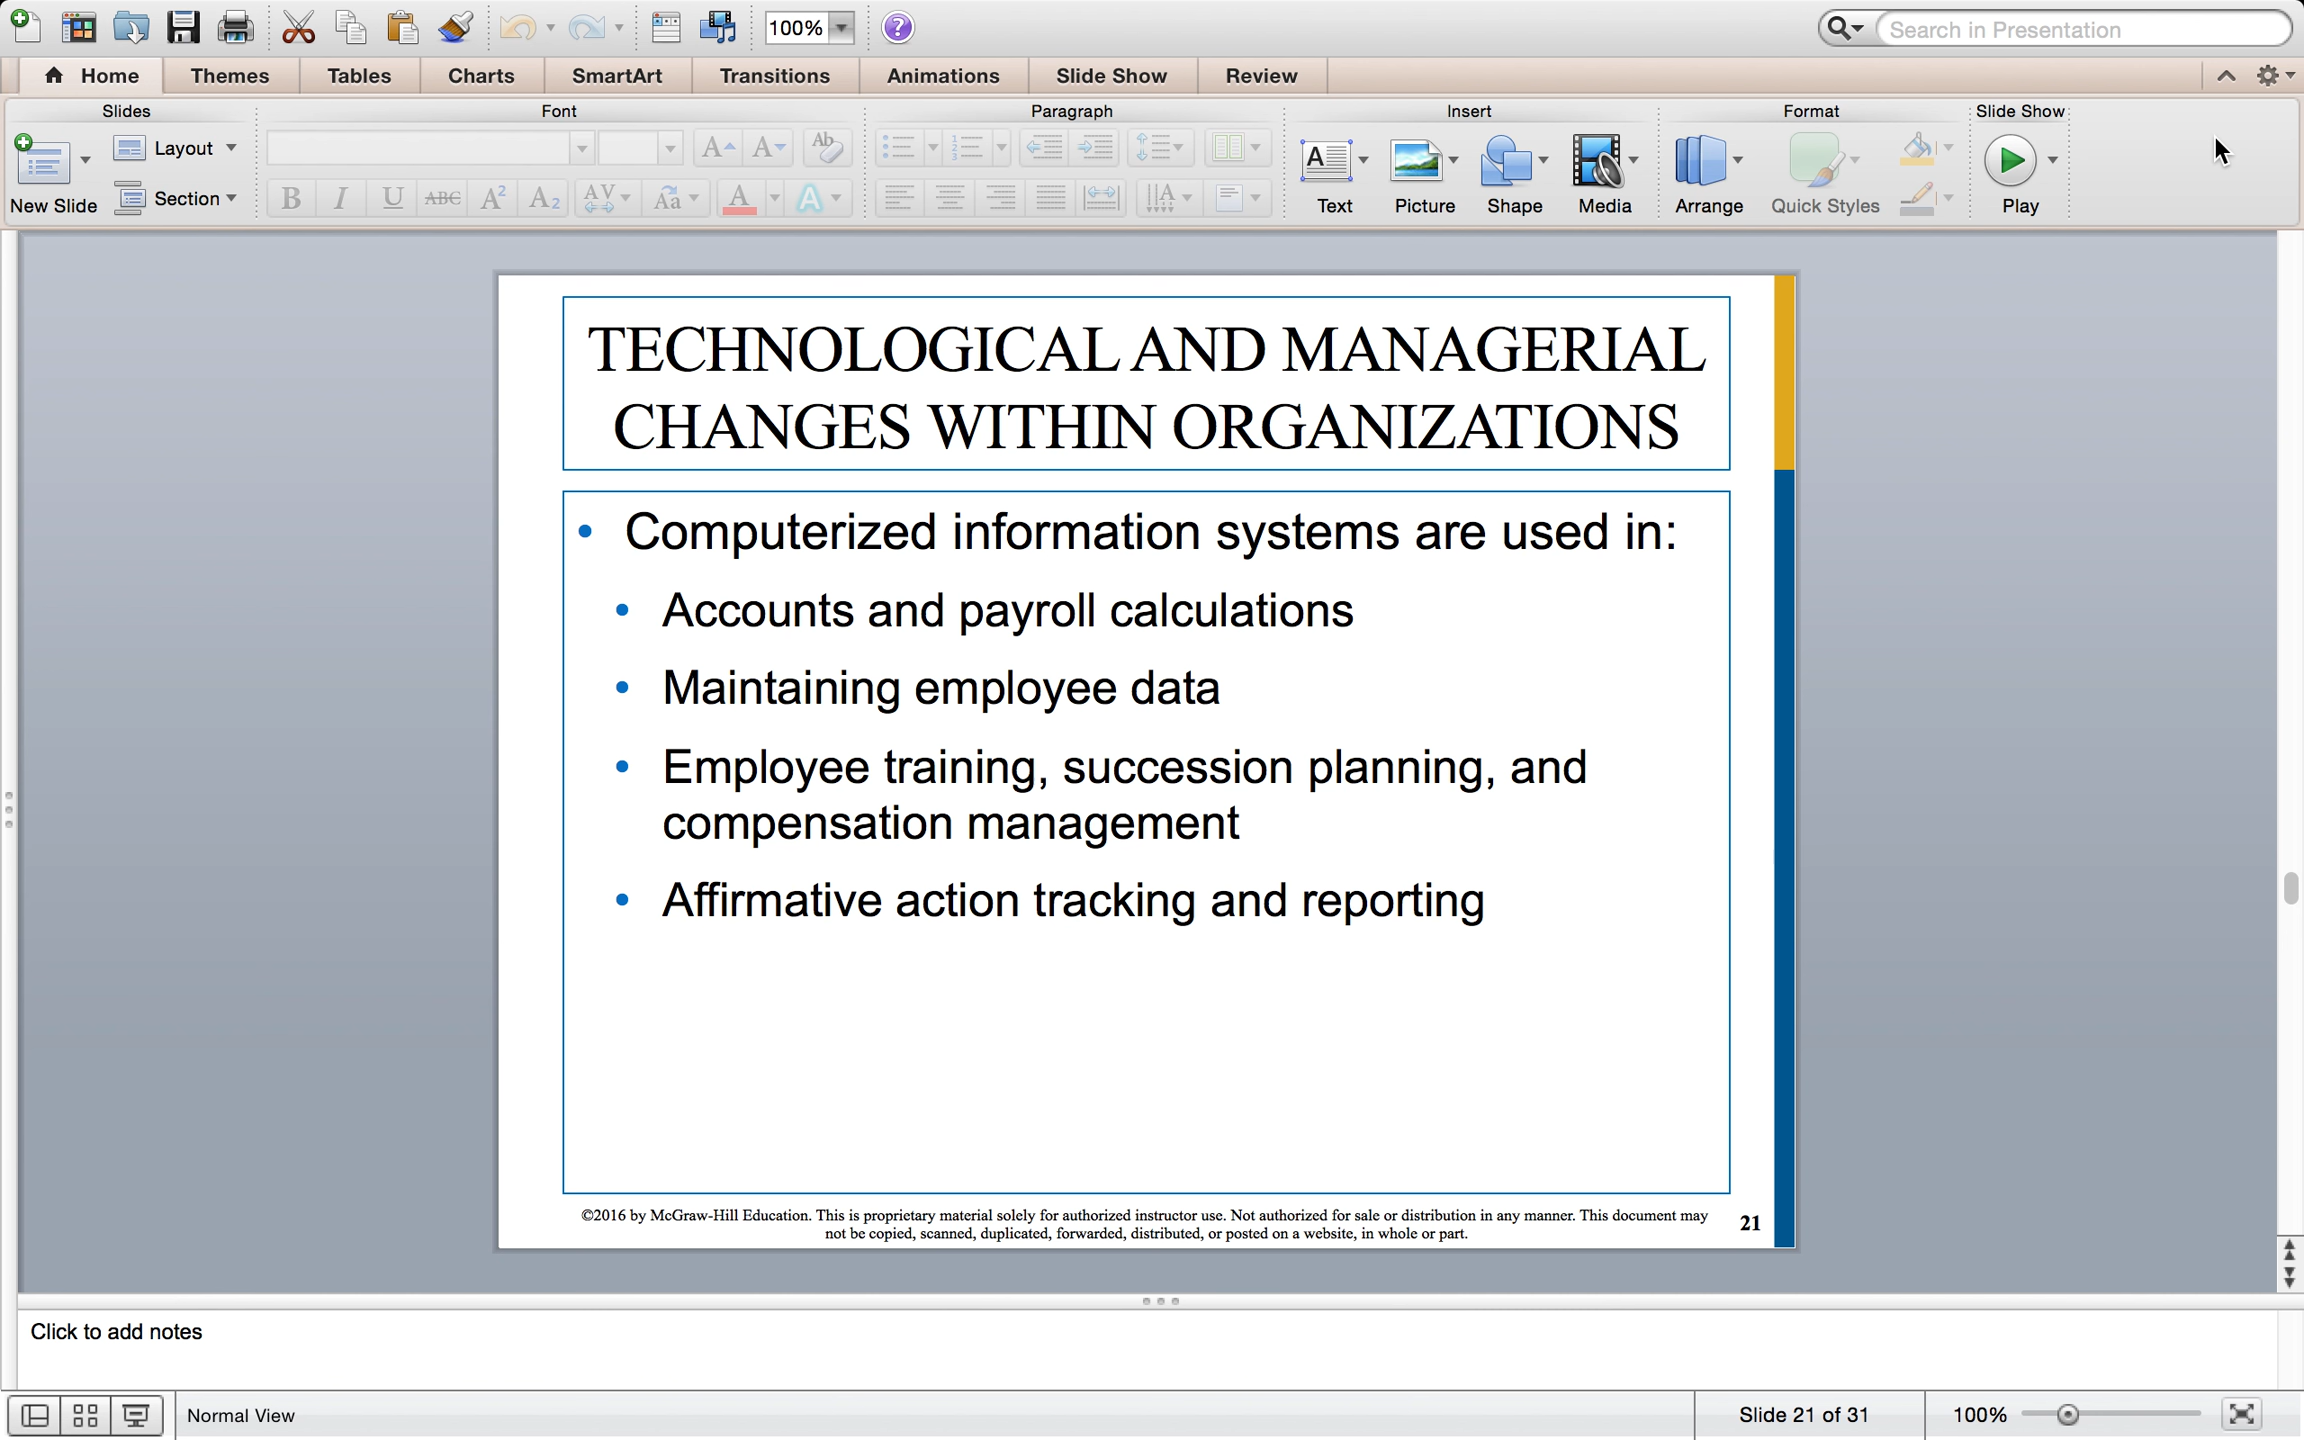 100%
Search in Presentation
Home Themes Tables Charts SmartArt Transitions Animations Slide Show Review
Slides Font Paragraph Insert Format Slide Show
Layout
Section
New Slide
Text Picture Shape Media Arrange Quick Styles Play
TECHNOLOGICAL AND MANAGERIAL
CHANGES WITHIN ORGANIZATIONS
• Computerized information systems are used in:
• Accounts and payroll calculations
• Maintaining employee data
• Employee training, succession planning, and
compensation management
• Affirmative action tracking and reporting
©2016 by McGraw-Hill Education. This is proprietary material solely for authorized instructor use. Not authorized for sale or distribution in any manner. This document may
not be copied, scanned, duplicated, forwarded, distributed, or posted on a website, in whole or part.
21
Click to add notes
Normal View Slide 21 of 31 100%